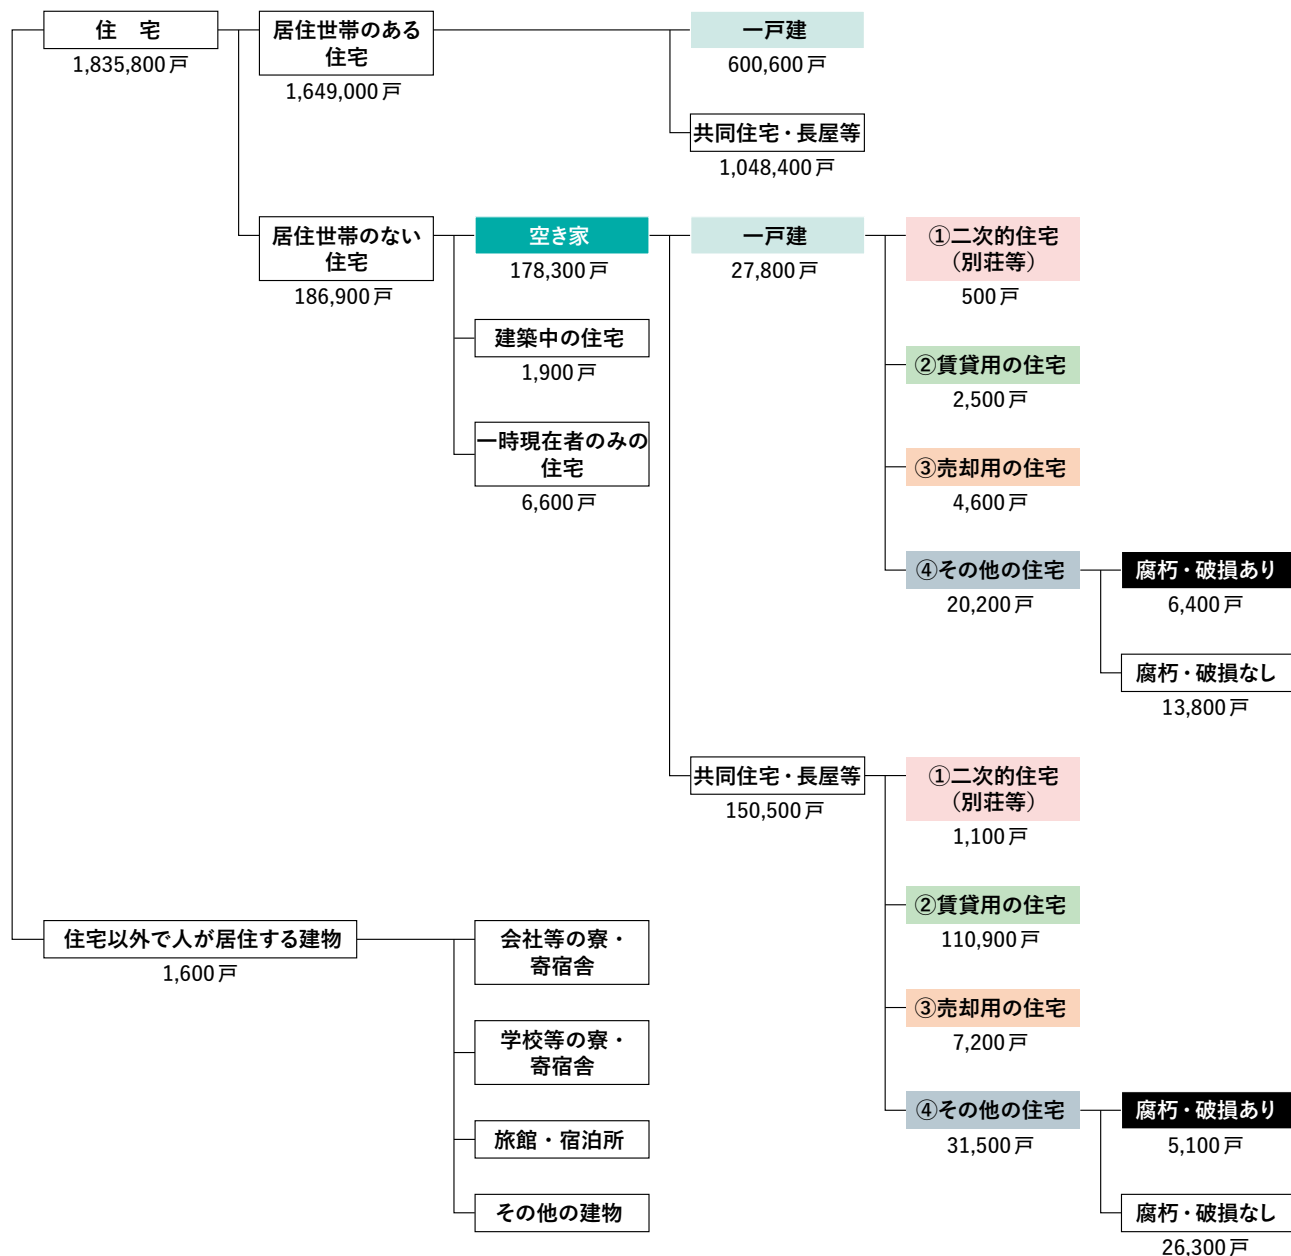 住　宅
1,835,800戸
居住世帯のある
住宅
1,649,000戸
一戸建
600,600戸
共同住宅・長屋等
1,048,400戸
居住世帯のない
住宅
186,900戸
空き家
178,300戸
建築中の住宅
1,900戸
一時現在者のみの
住宅
6,600戸
一戸建
27,800戸
①二次的住宅
（別荘等）
500戸
②賃貸用の住宅
2,500戸
③売却用の住宅
4,600戸
④その他の住宅
20,200戸
腐朽・破損あり
6,400戸
腐朽・破損なし
13,800戸
共同住宅・長屋等
150,500戸
①二次的住宅
（別荘等）
1,100戸
②賃貸用の住宅
110,900戸
③売却用の住宅
7,200戸
④その他の住宅
31,500戸
腐朽・破損あり
5,100戸
腐朽・破損なし
26,300戸
住宅以外で人が居住する建物
1,600戸
会社等の寮・
寄宿舎
学校等の寮・
寄宿舎
旅館・宿泊所
その他の建物